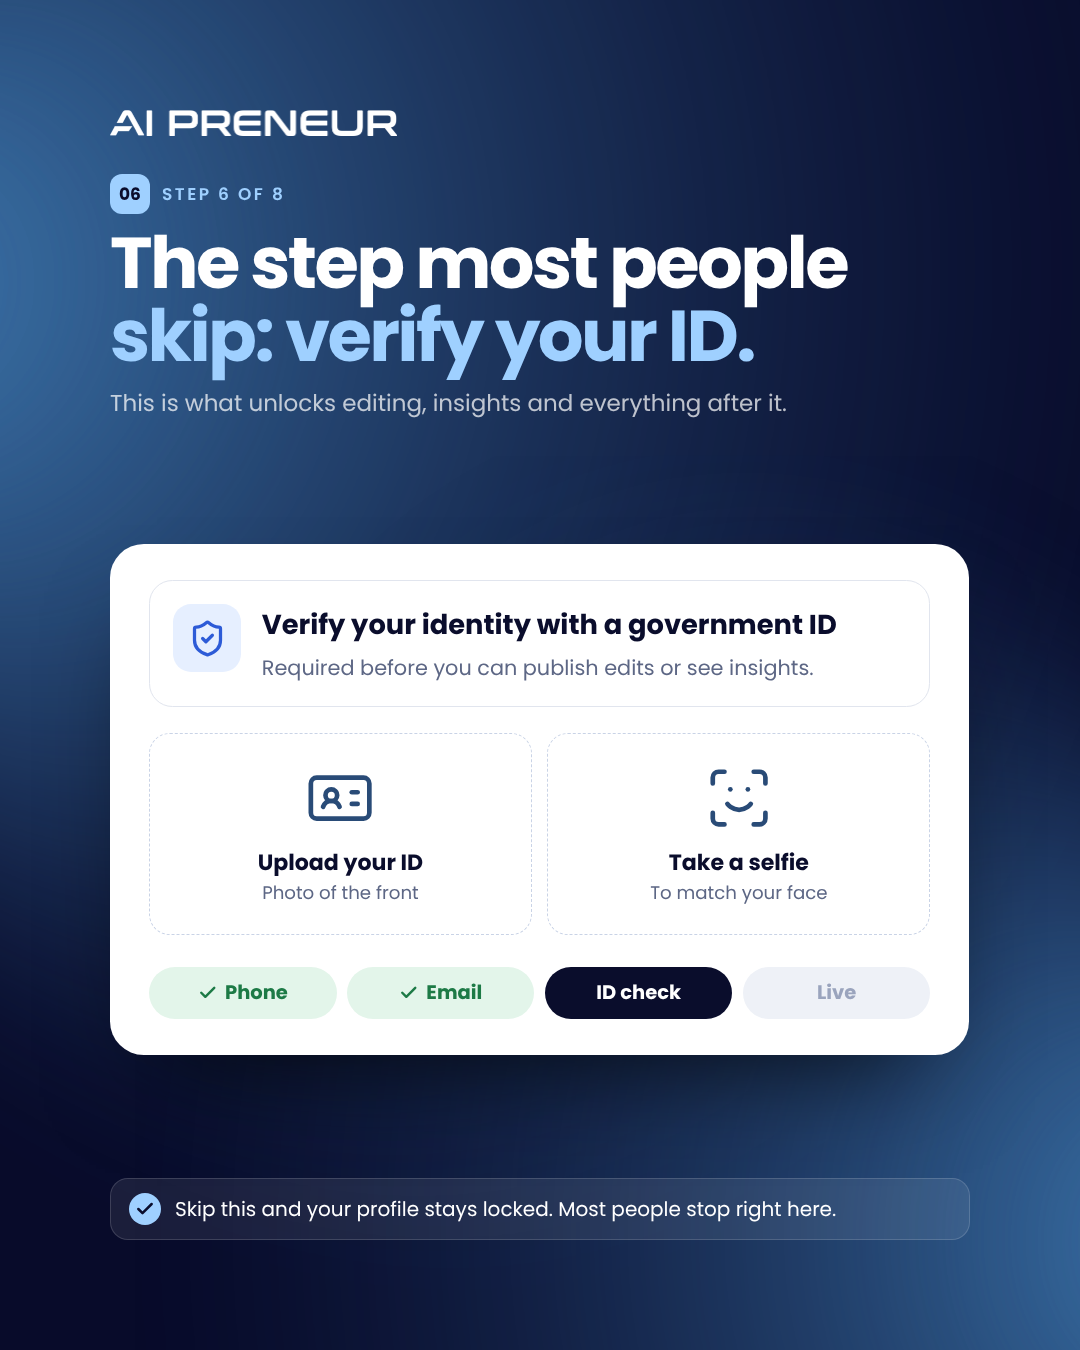 AI PRENEUR
06 STEP 6 OF 8
The step most people
skip: verify your ID.
This is what unlocks editing, insights and everything after it.
Verify your identity with a government ID
Required before you can publish edits or see insights.
Upload your ID
Photo of the front
Take a selfie
To match your face
Phone
Email
ID check
Live
Skip this and your profile stays locked. Most people stop right here.